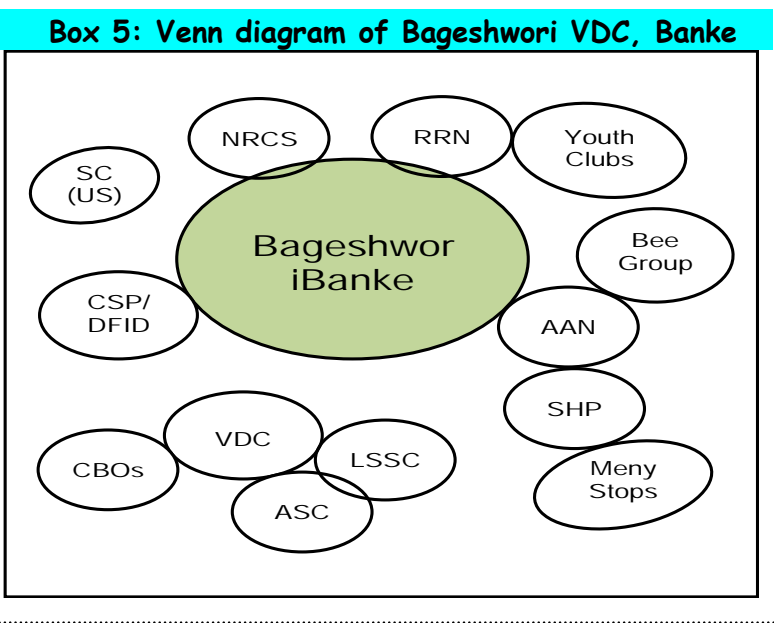 Box 5: Venn diagram of Bageshwori VDC, Banke
NRCS
RRN
Youth
Clubs
SC
(US)
Bageshwor
iBanke
Bee
Group
CSP/
DFID
AAN
SHP
VDC
LSSC
CBOs
Meny
Stops
ASC